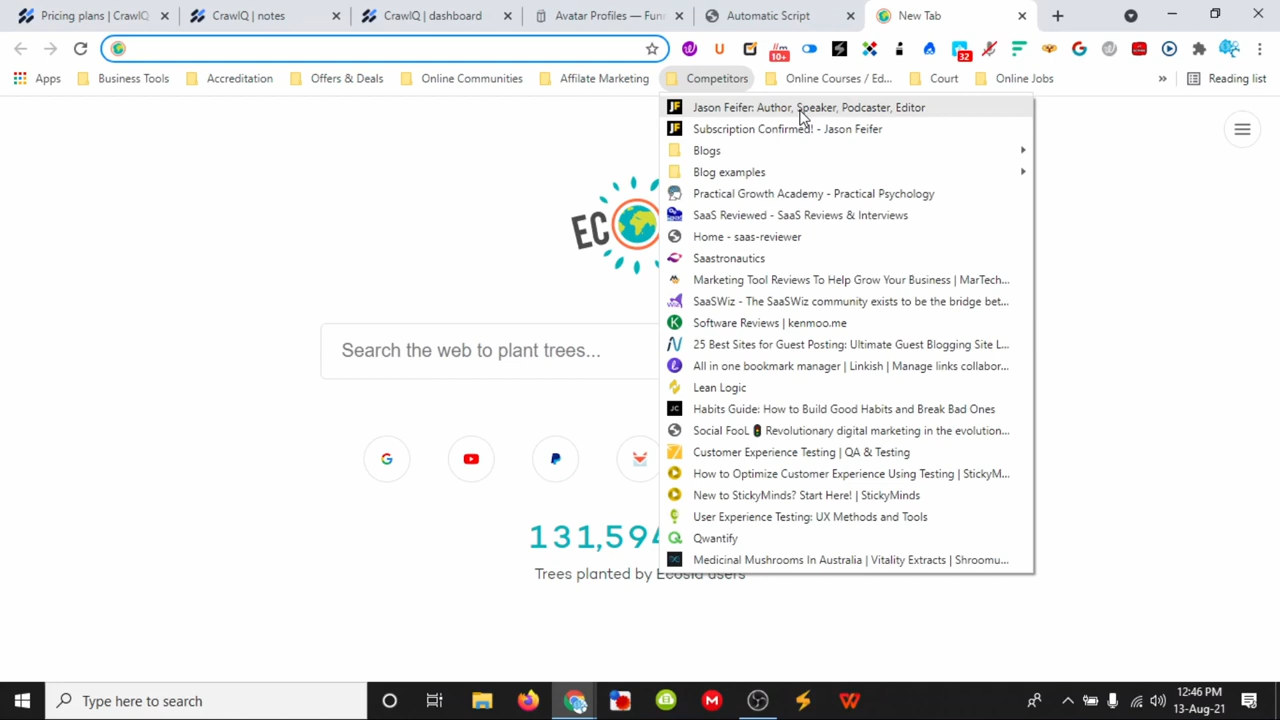 Pricing plans | CrawlQ
CrawlQ | notes
CrawlQ | dashboard
Avatar Profiles — Funn
Automatic Script
New Tab
10+
32
Apps
Business Tools
Accreditation
Offers & Deals
Online Communities
Affilate Marketing
Competitors
Online Courses / Ed...
Court
Online Jobs
»
Reading list
Jason Feifer: Author, Speaker, Podcaster, Editor
Subscription Confirmed! - Jason Feifer
Blogs
Blog examples
Practical Growth Academy - Practical Psychology
SaaS Reviewed - SaaS Reviews & Interviews
Home - saas-reviewer
Saastronautics
Marketing Tool Reviews To Help Grow Your Business | MarTech...
SaaSWiz - The SaaSWiz community exists to be the bridge bet...
Software Reviews | kenmoo.me
25 Best Sites for Guest Posting: Ultimate Guest Blogging Site L...
All in one bookmark manager | Linkish | Manage links collabor...
Lean Logic
Habits Guide: How to Build Good Habits and Break Bad Ones
Social FooL 🚦 Revolutionary digital marketing in the evolution...
Customer Experience Testing | QA & Testing
How to Optimize Customer Experience Using Testing | StickyM...
New to StickyMinds? Start Here! | StickyMinds
User Experience Testing: UX Methods and Tools
Qwantify
Medicinal Mushrooms In Australia | Vitality Extracts | Shroomu...
EC
Search the web to plant trees...
131,594
Trees planted by Ecosia users
Type here to search
12:46 PM
13-Aug-21